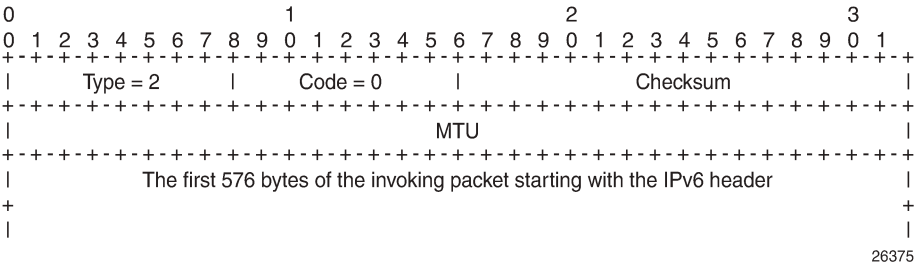 0 1 2 3
0 1 2 3 4 5 6 7 8 9 0 1 2 3 4 5 6 7 8 9 0 1 2 3 4 5 6 7 8 9 0 1
+-+-+-+-+-+-+-+-+-+-+-+-+-+-+-+-+-+-+-+-+-+-+-+-+-+-+-+-+-+-+-+-+
| Type = 2 | Code = 0 | Checksum |
+-+-+-+-+-+-+-+-+-+-+-+-+-+-+-+-+-+-+-+-+-+-+-+-+-+-+-+-+-+-+-+-+
| MTU |
+-+-+-+-+-+-+-+-+-+-+-+-+-+-+-+-+-+-+-+-+-+-+-+-+-+-+-+-+-+-+-+-+
| The first 576 bytes of the invoking packet starting with the IPv6 header |
+ +
| |
26375